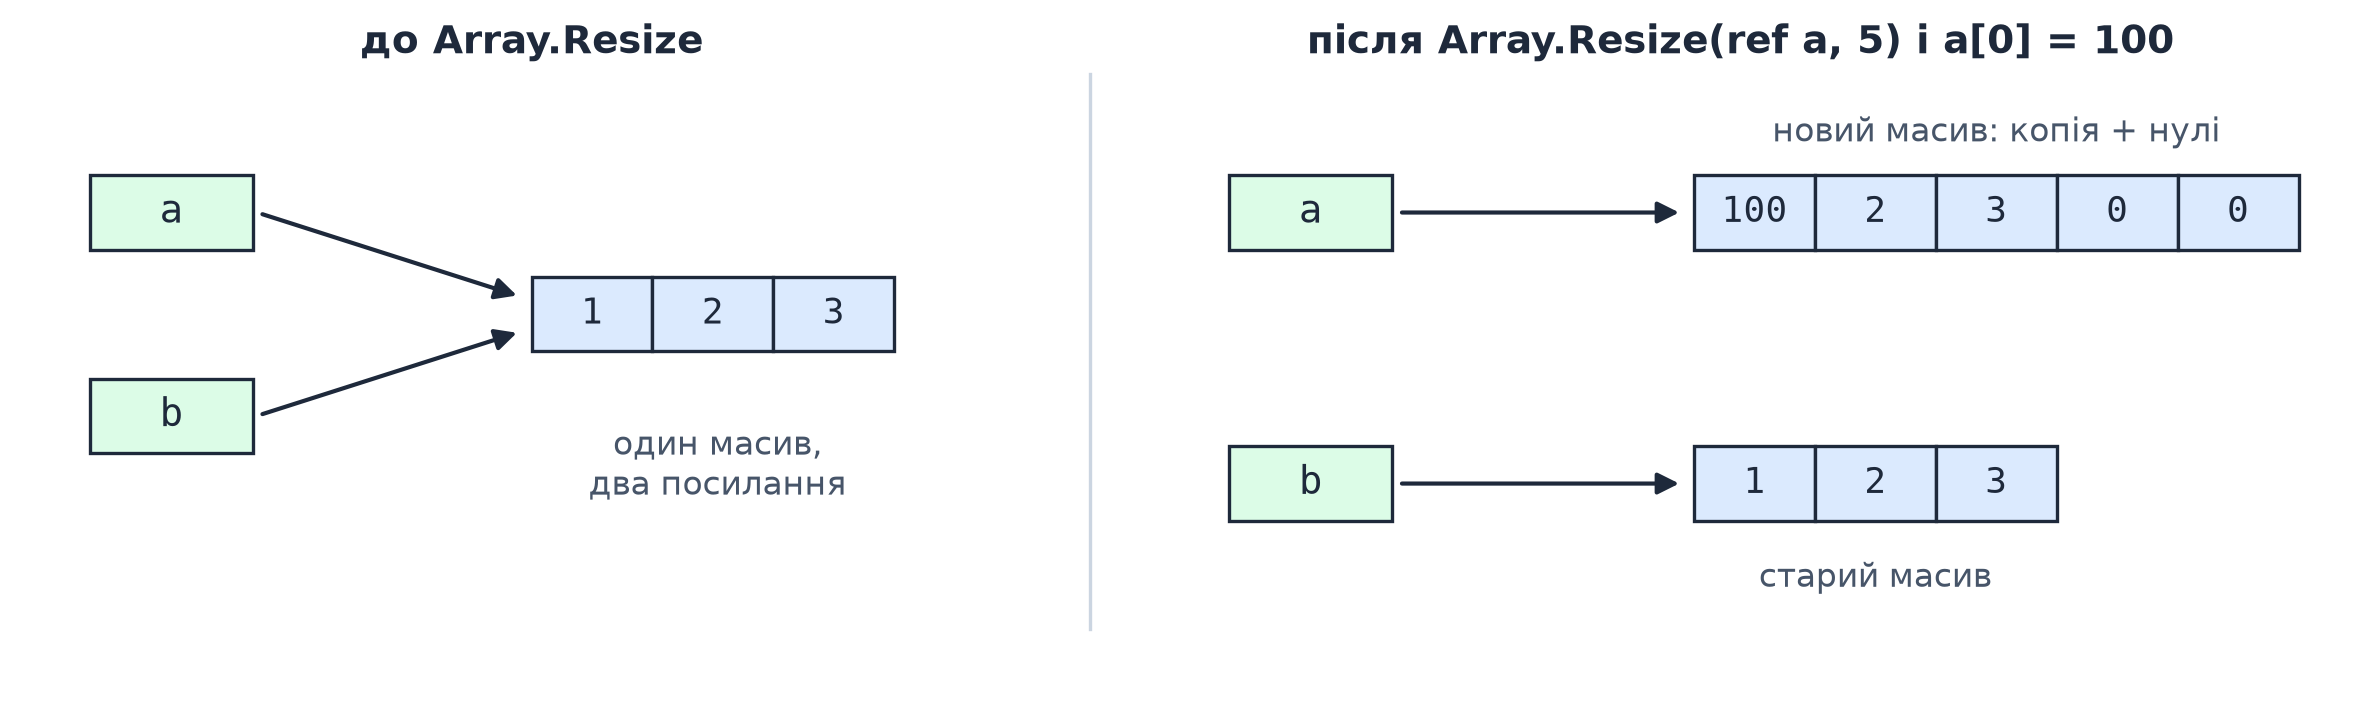 до Array.Resize
a
b
1 2 3
один масив,
два посилання
після Array.Resize(ref a, 5) і a[0] = 100
новий масив: копія + нулі
a
100 2 3 0 0
b
1 2 3
старий масив